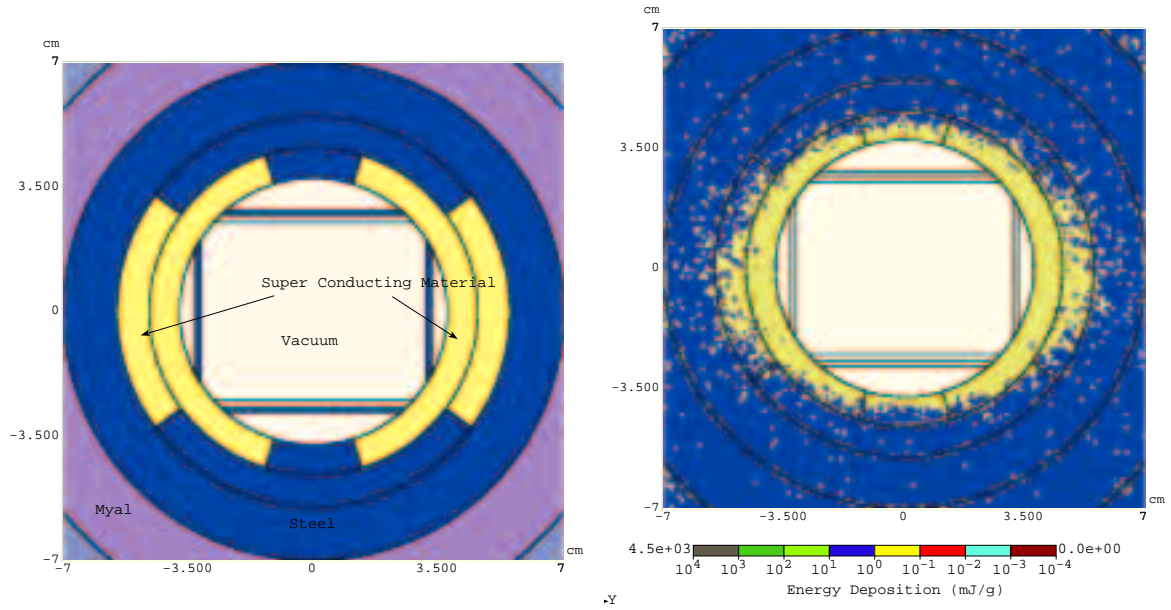 cm
7
3.500
0
-3.500
-7
-7
-3.500
0
3.500
7
cm
Super Conducting Material
Vacuum
Myal
Steel
cm
7
3.500
0
-3.500
-7
-7
-3.500
0
3.500
7
cm
4.5e+03
0.0e+00
10^4 10^3 10^2 10^1 10^0 10^-1 10^-2 10^-3 10^-4
Energy Deposition (mJ/g)
Y